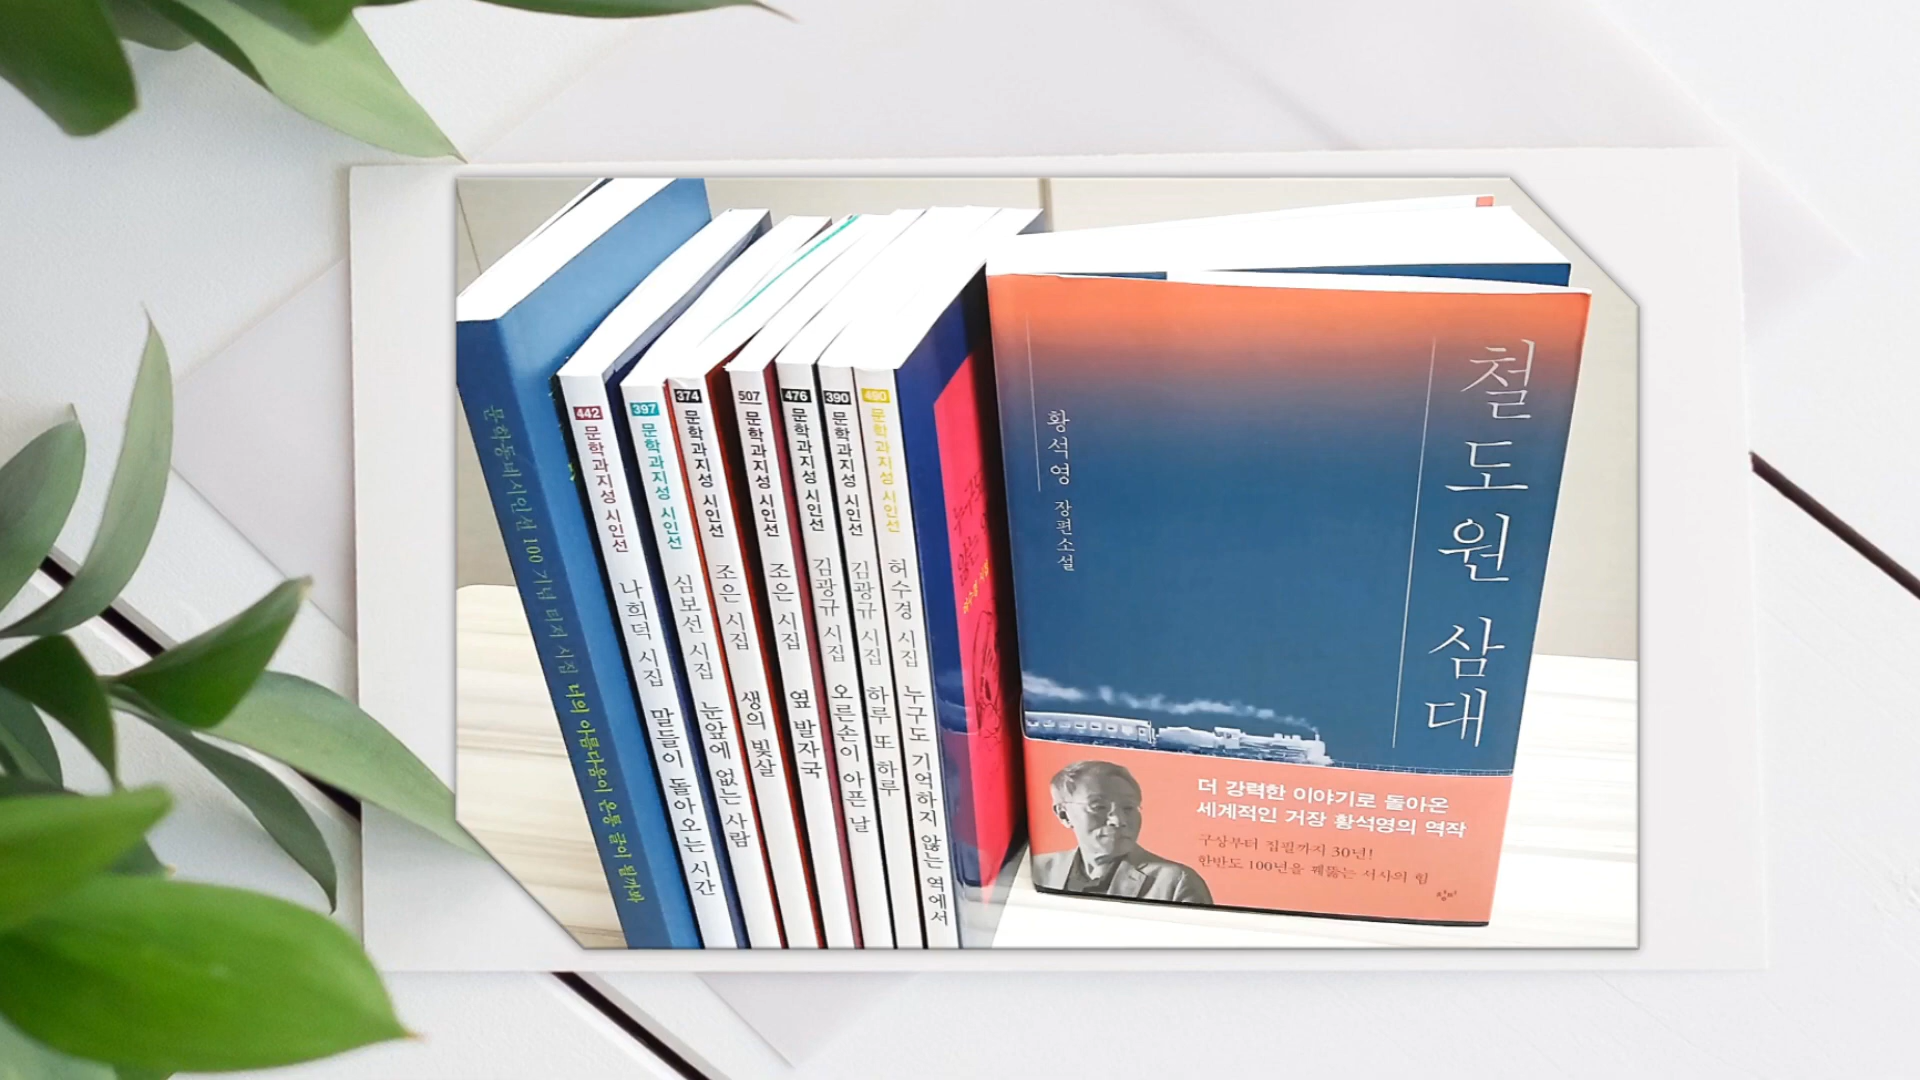 문학동네시인선 100 기념 티저 시집 너의 아름다움이 온통 글이 될까봐
442 문학과지성 시인선 나희덕 시집 말들이 돌아오는 시간
397 문학과지성 시인선 심보선 시집 눈앞에 없는 사람
374 문학과지성 시인선 조은 시집 생의 빛살
507 문학과지성 시인선 조은 시집 옆 발자국
476 문학과지성 시인선 김광규 시집 오른손이 아픈 날
390 문학과지성 시인선 김광규 시집 하루 또 하루
490 문학과지성 시인선 허수경 시집 누구도 기억하지 않는 역에서
철도원 삼대
황석영 장편소설
더 강력한 이야기로 돌아온
세계적인 거장 황석영의 역작
구상부터 집필까지 30년!
한반도 100년을 꿰뚫는 서사의 힘
창비